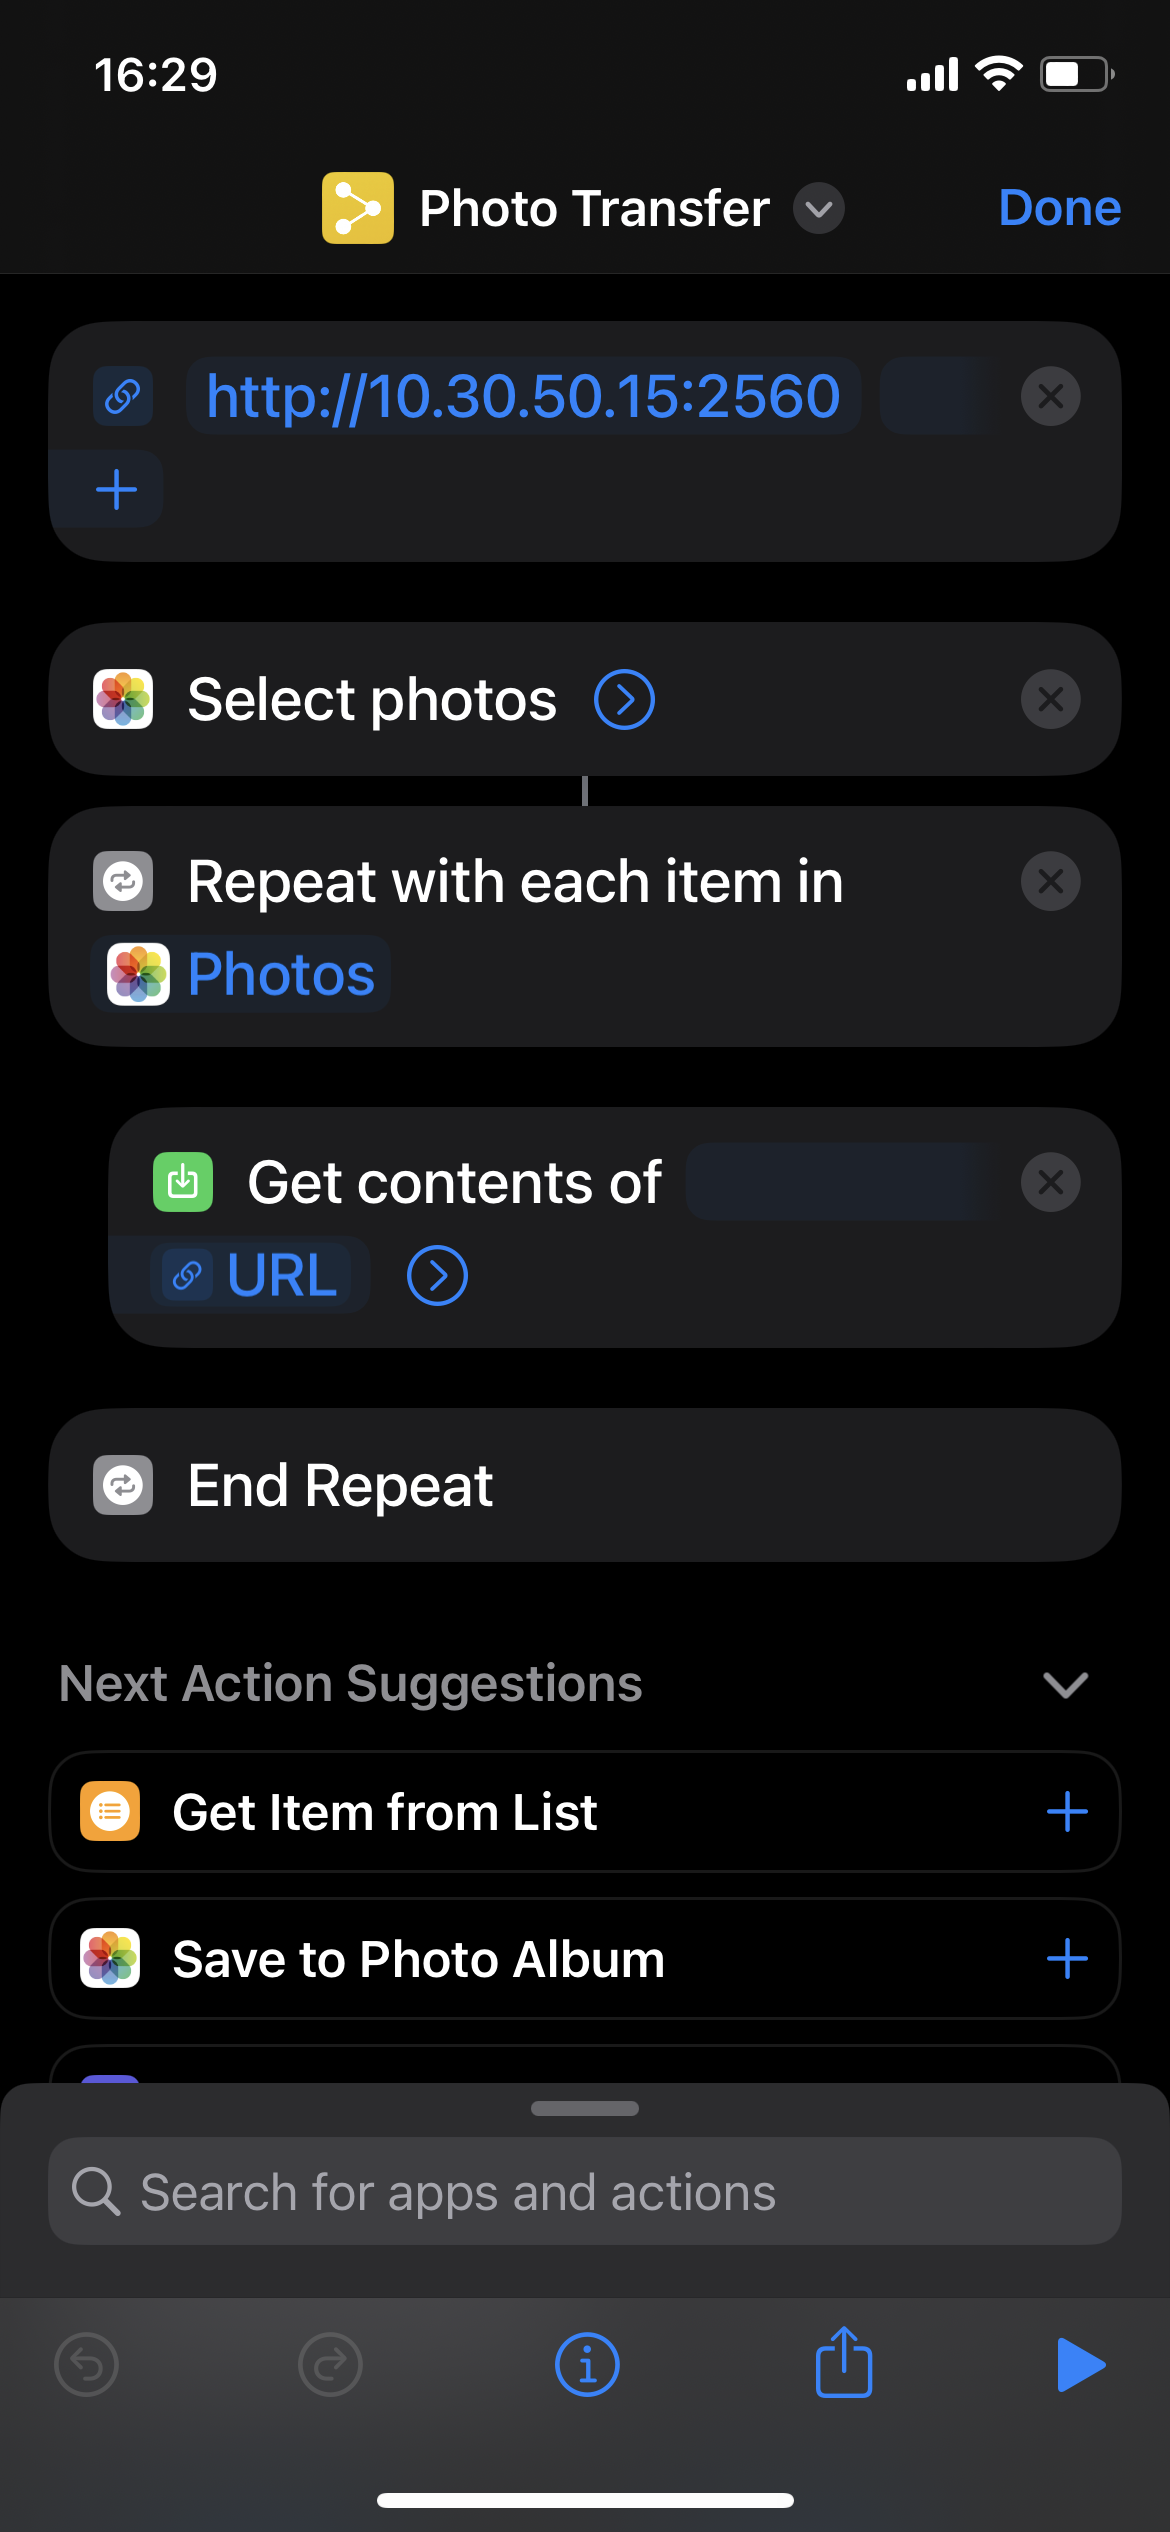 16:29
Photo Transfer
Done
http://10.30.50.15:2560
Select photos
Repeat with each item in
Photos
Get contents of
URL
End Repeat
Next Action Suggestions
Get Item from List
Save to Photo Album
Search for apps and actions